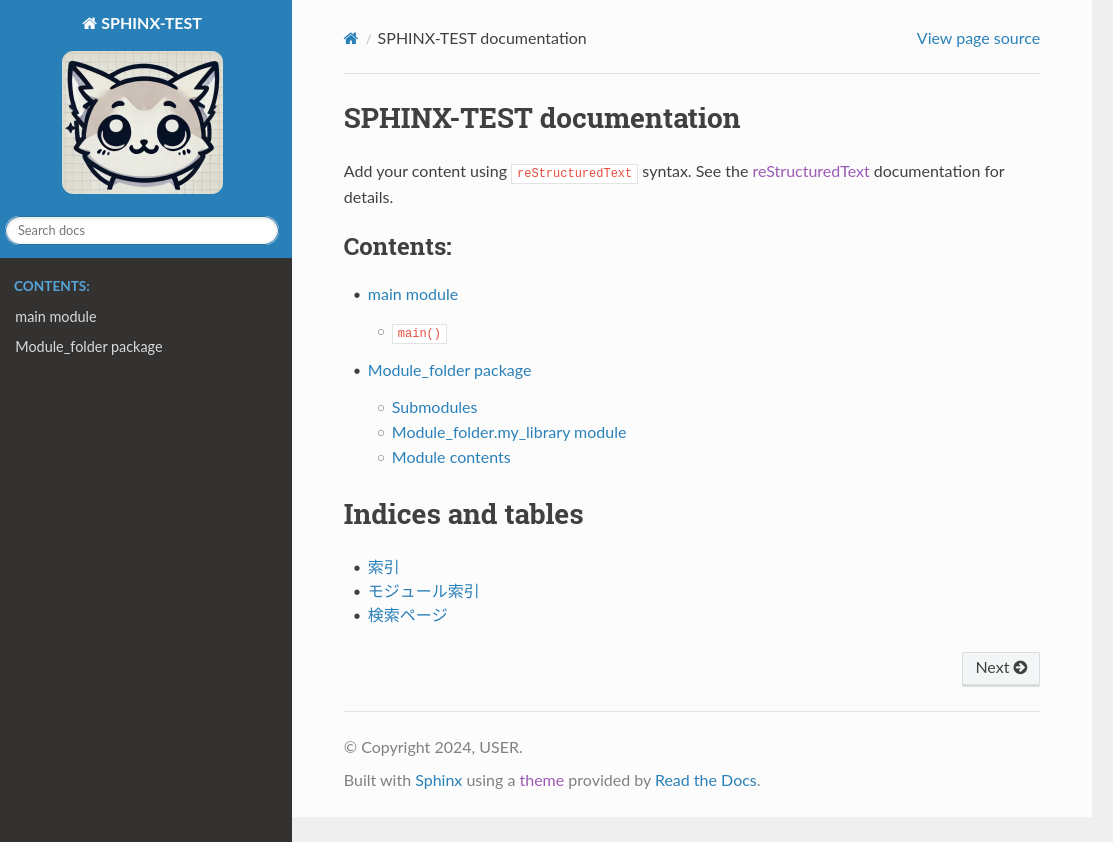 SPHINX-TEST
Search docs
CONTENTS:
main module
Module_folder package
/ SPHINX-TEST documentation
View page source
SPHINX-TEST documentation
Add your content using reStructuredText syntax. See the reStructuredText documentation for
details.
Contents:
• main module
○ main()
• Module_folder package
○ Submodules
○ Module_folder.my_library module
○ Module contents
Indices and tables
• 索引
• モジュール索引
• 検索ページ
Next
© Copyright 2024, USER.
Built with Sphinx using a theme provided by Read the Docs.